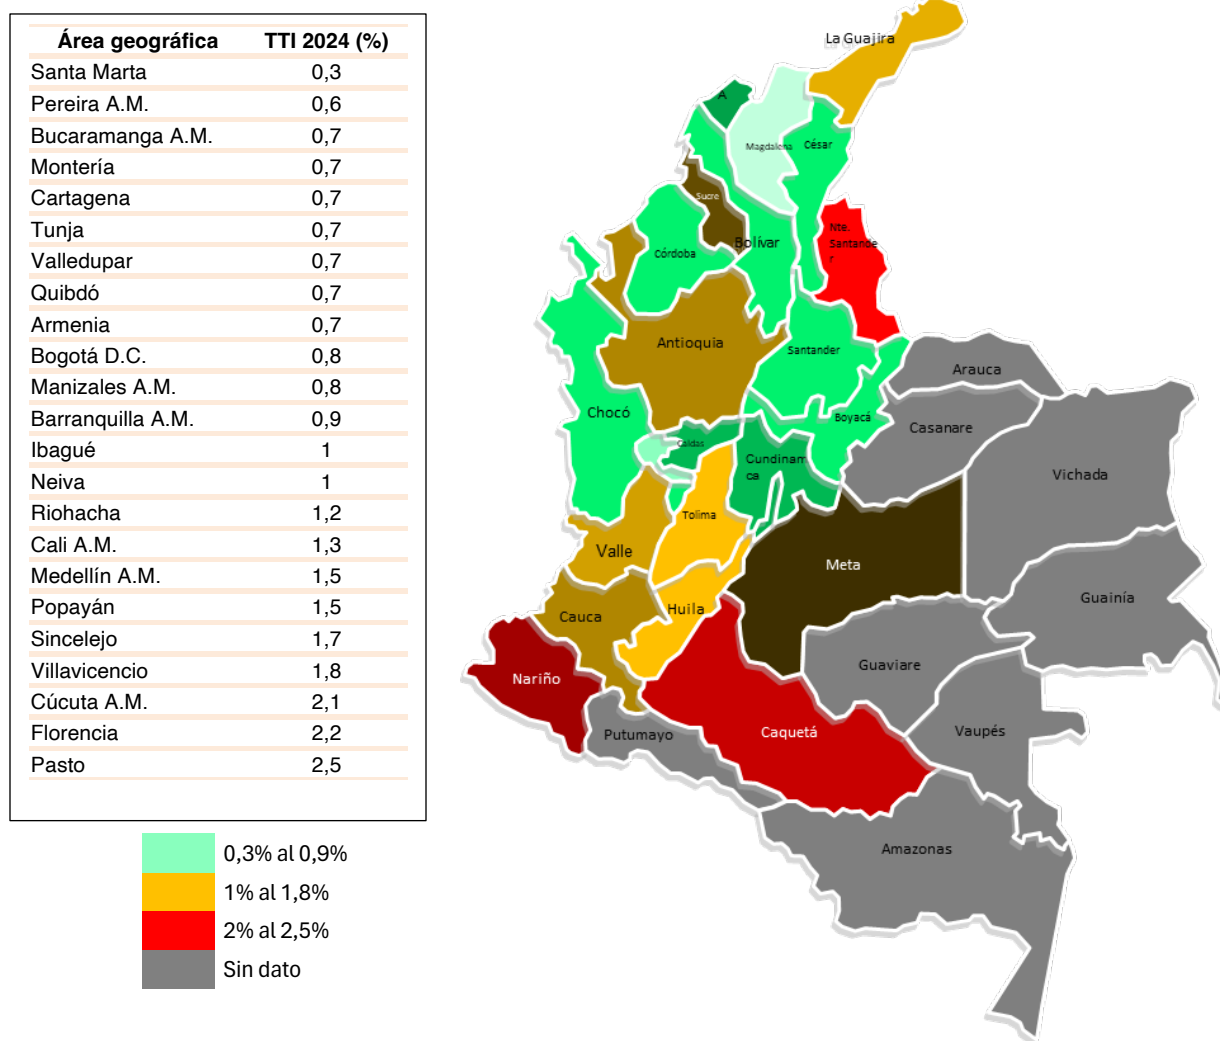 Área geográfica TTI 2024 (%)
Santa Marta 0,3
Pereira A.M. 0,6
Bucaramanga A.M. 0,7
Montería 0,7
Cartagena 0,7
Tunja 0,7
Valledupar 0,7
Quibdó 0,7
Armenia 0,7
Bogotá D.C. 0,8
Manizales A.M. 0,8
Barranquilla A.M. 0,9
Ibagué 1
Neiva 1
Riohacha 1,2
Cali A.M. 1,3
Medellín A.M. 1,5
Popayán 1,5
Sincelejo 1,7
Villavicencio 1,8
Cúcuta A.M. 2,1
Florencia 2,2
Pasto 2,5
0,3% al 0,9%
1% al 1,8%
2% al 2,5%
Sin dato
La Guajira
A
Magdalena
César
Sucre
Nte.
Santande
r
Bolívar
Córdoba
Antioquia
Santander
Arauca
Chocó
Boyacá
Casanare
Caldas
Cundinam
ca
Vichada
Tolima
Valle
Meta
Guainía
Huila
Cauca
Guaviare
Nariño
Putumayo
Caquetá
Vaupés
Amazonas